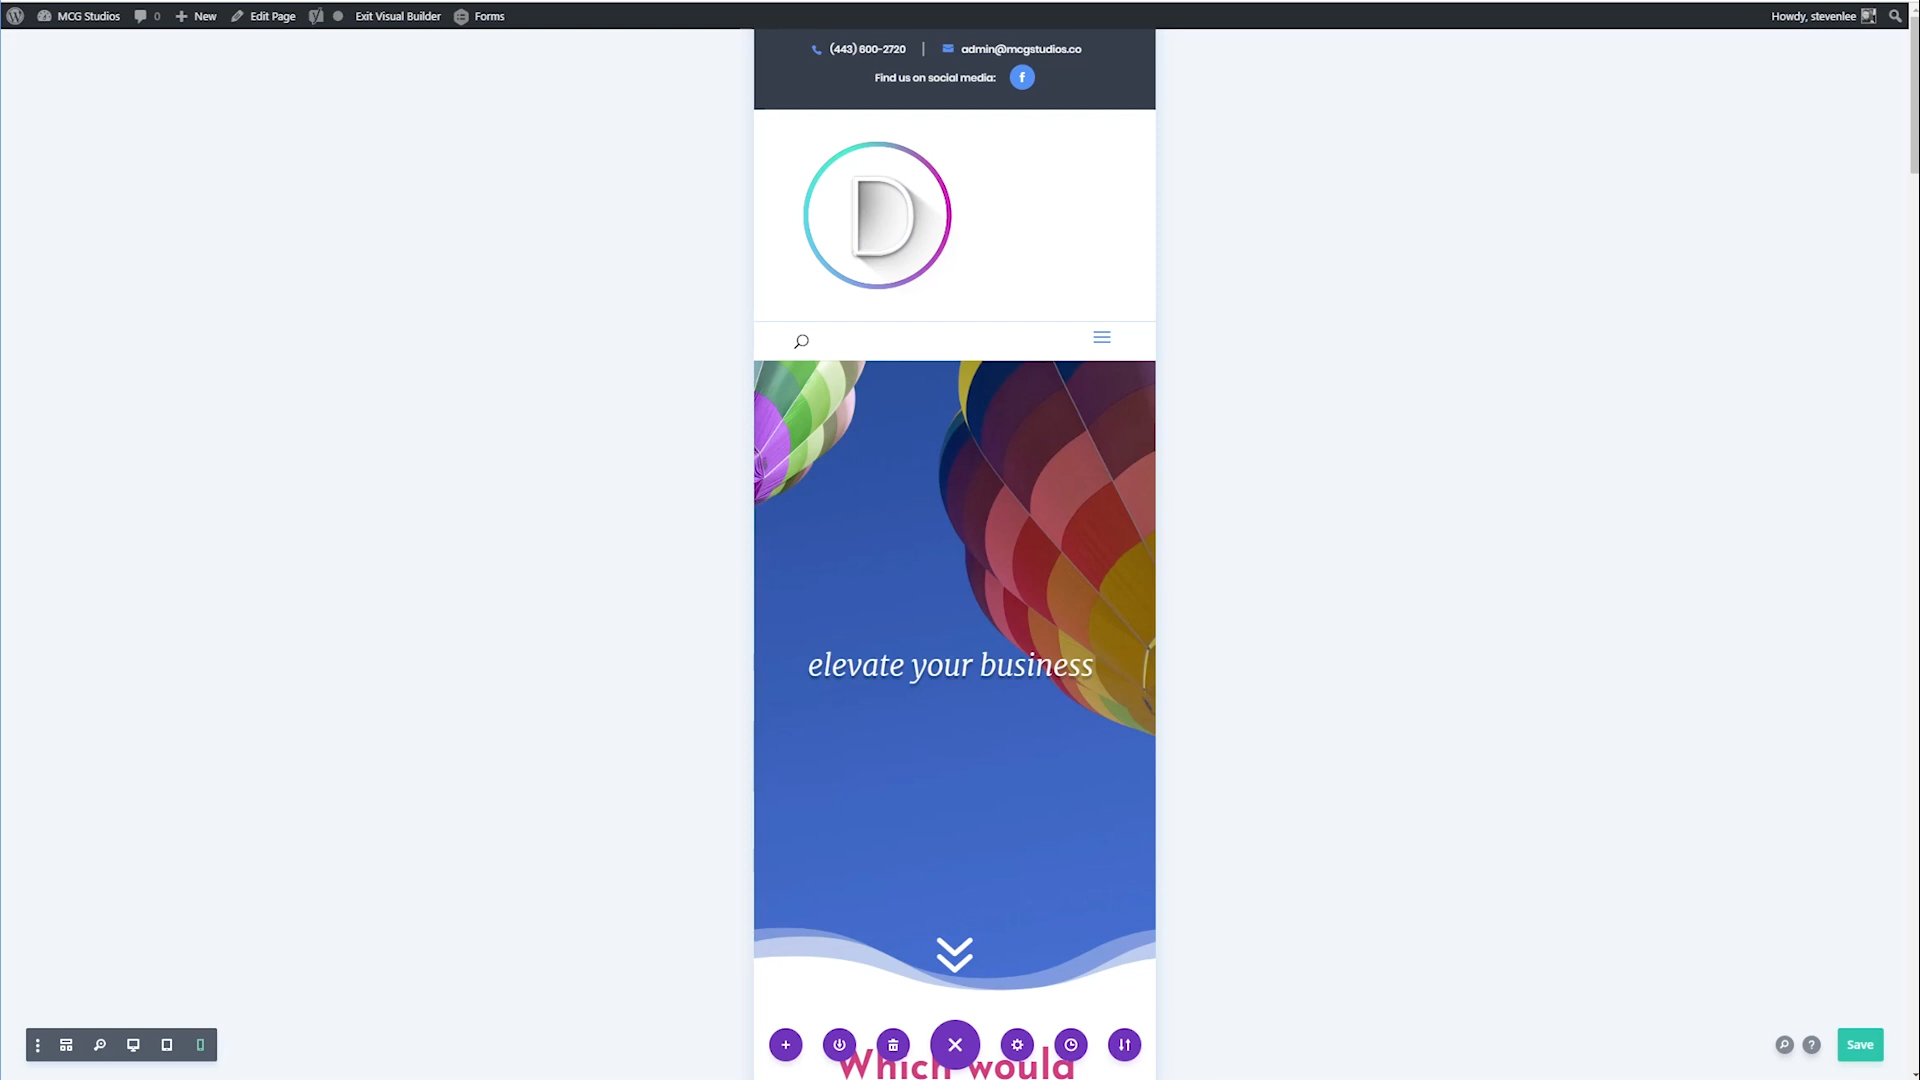 MCG Studios 0 New Edit Page Exit Visual Builder Forms Howdy, stevenlee
(443) 600-2720 | admin@mcgstudios.co
Find us on social media: f
D
elevate your business
Which would
? Save